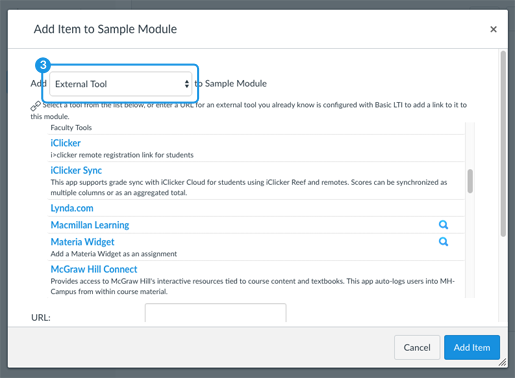 Add Item to Sample Module
3
Add External Tool to Sample Module
Select a tool from the list below, or enter a URL for an external tool you already know is configured with Basic LTI to add a link to it to
this module.
Faculty Tools
iClicker
i>clicker remote registration link for students
iClicker Sync
This app supports grade sync with iClicker Cloud for students using iClicker Reef and remotes. Scores can be synchronized as
multiple columns or as an aggregated total.
Lynda.com
Macmillan Learning
Materia Widget
Add a Materia Widget as an assignment
McGraw Hill Connect
Provides access to McGraw Hill's interactive resources tied to course content and textbooks. This app auto-logs users into MH-
Campus from within course material.
URL:
Cancel
Add Item